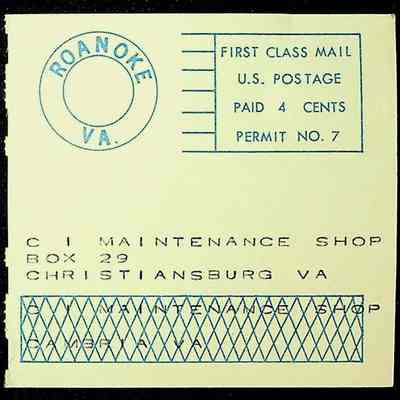 ROANOKE
VA.
FIRST CLASS MAIL
U.S. POSTAGE
PAID 4 CENTS
PERMIT NO. 7
C I MAINTENANCE SHOP
BOX 29
CHRISTIANSBURG VA
C I MAINTENANCE SHOP
CAMBRIA VA